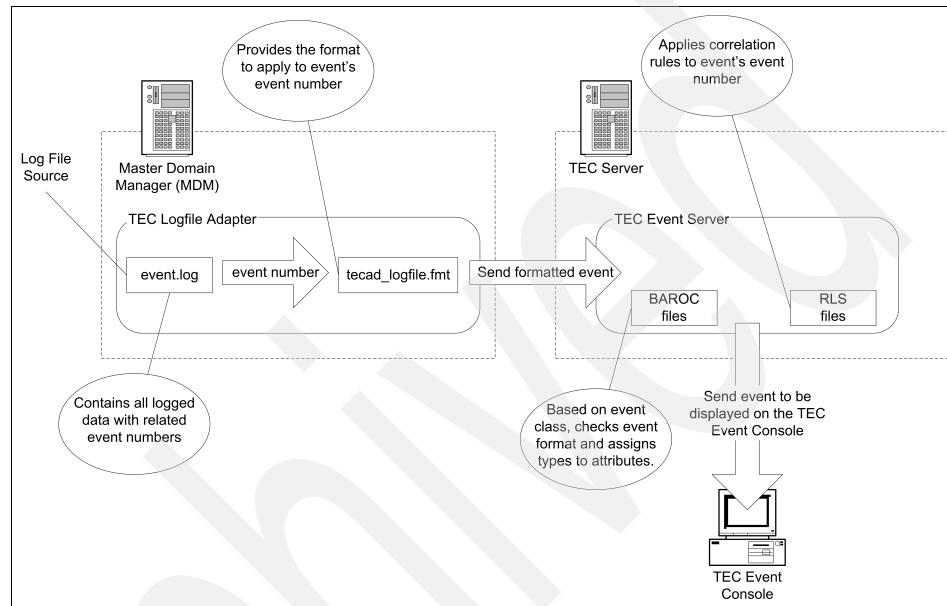 Provides the format
to apply to event's
event number
Applies correlation
rules to event's event
number
Log File
Source
Master Domain
Manager (MDM)
TEC Server
TEC Logfile Adapter
event.log
event number
tecad_logfile.fmt
Send formatted event
TEC Event Server
BAROC
files
RLS
files
Contains all logged
data with related
event numbers
Based on event
class, checks event
format and assigns
types to attributes.
Send event to be
displayed on the TEC
Event Console
TEC Event
Console